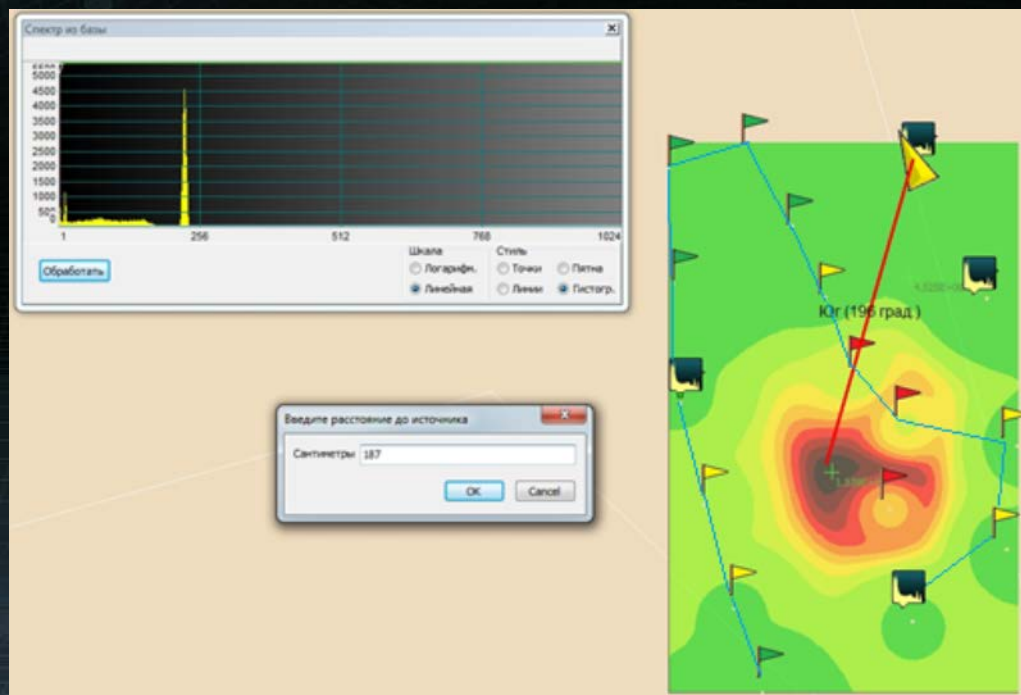 Спектр из базы
5000
4500
4000
3500
3000
2500
2000
1500
1000
500
0
1 256 512 768 1024
Шкала Стиль
Логарифм. Точки Пятна
Линейная Линии Гистогр.
Обработать
Юг (196 град.)
Введите расстояние до источника
Сантиметры 187
OK Cancel